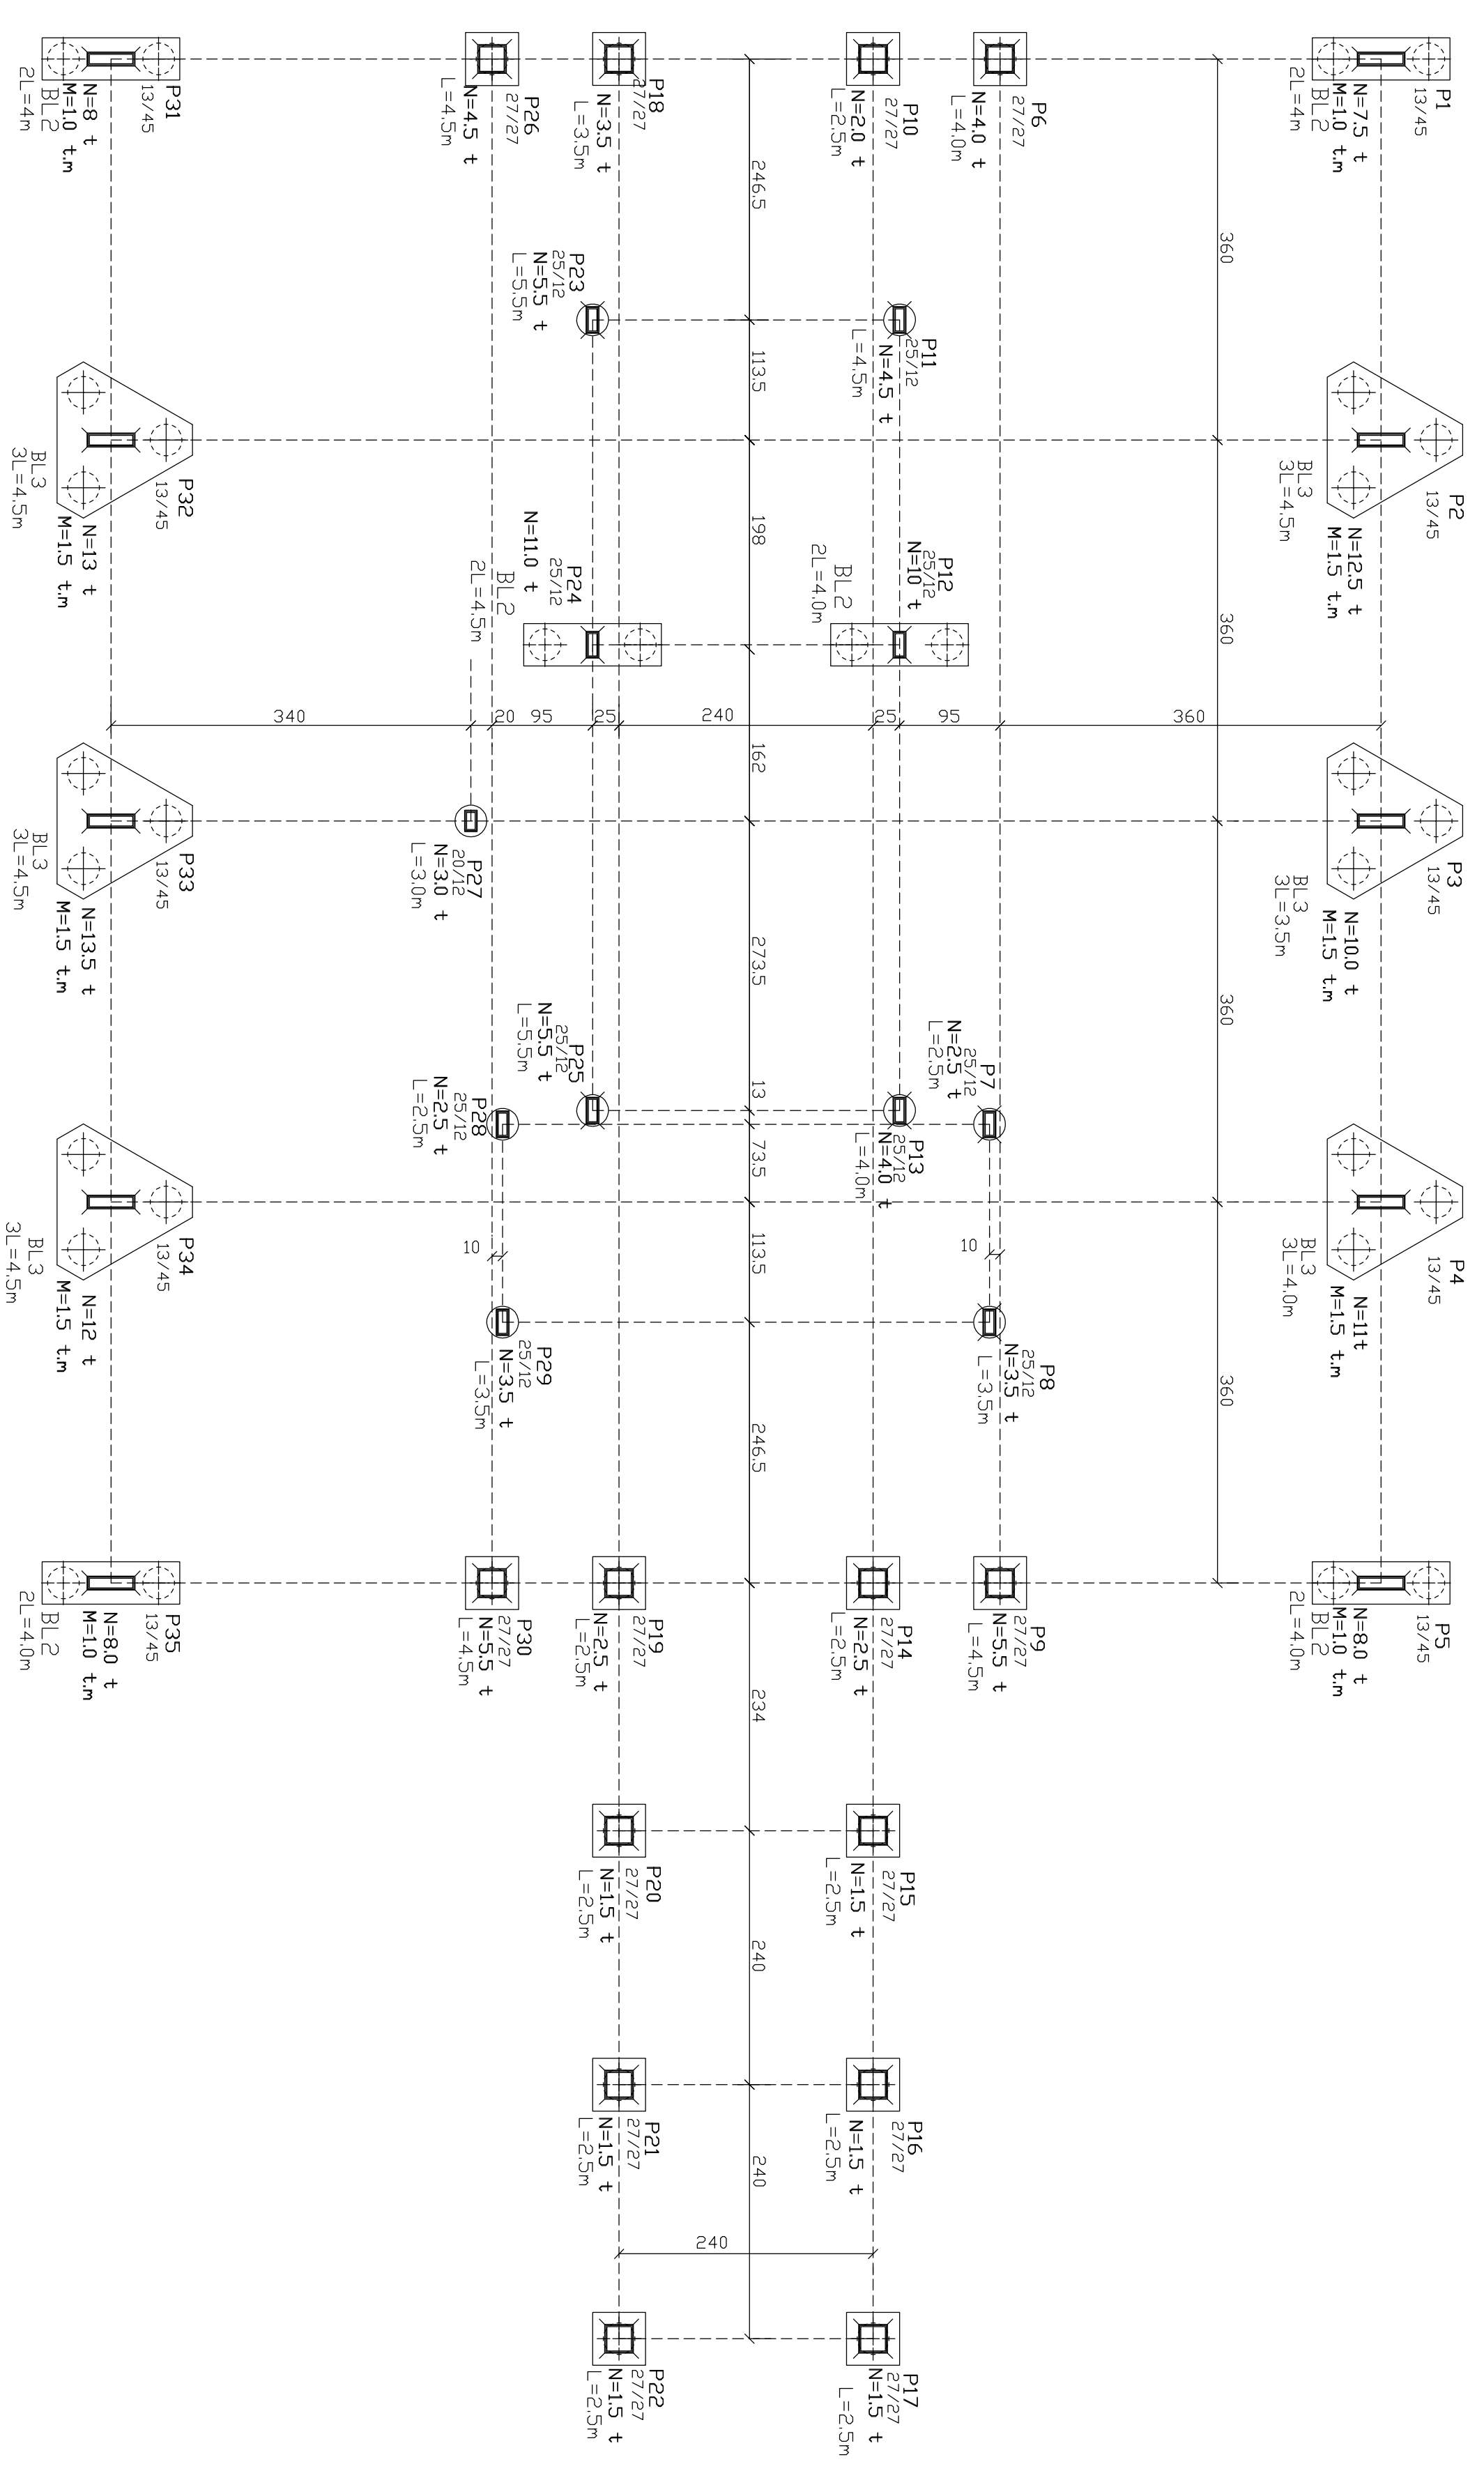 P1
13/45
N=7.5 t
M=1.0 t.m
BL2
2L=4m
P2
13/45
N=12.5 t
M=1.5 t.m
BL3
3L=4,5m
P3
13/45
N=10.0 t
M=1.5 t.m
BL3
3L=3,5m
P4
13/45
N=11t
M=1.5 t.m
BL3
3L=4,0m
P5
13/45
N=8.0 t
M=1.0 t.m
BL2
2L=4.0m
360
360
360
360
P6
27/27
N=4.0 t
L=4,0m
P7
25/12
N=2.5 t
L=2,5m
P8
25/12
N=3.5 t
L=3,5m
P9
27/27
N=5.5 t
L=4,5m
P10
27/27
N=2.0 t
L=2,5m
P11
25/12
N=4.5 t
L=4,5m
P12
25/12
N=10 t
BL2
2L=4,0m
P13
25/12
N=4.0 t
L=4,0m
P14
27/27
N=2.5 t
L=2,5m
P15
27/27
N=1.5 t
L=2,5m
P16
27/27
N=1.5 t
L=2,5m
P17
27/27
N=1.5 t
L=2,5m
10
246,5
113,5
198
162
273,5
13
73,5
113,5
246,5
234
240
240
340
20
95
25
240
25
95
360
240
P18
27/27
N=3.5 t
L=3,5m
P19
27/27
N=2.5 t
L=2,5m
P20
27/27
N=1.5 t
L=2,5m
P21
27/27
N=1.5 t
L=2,5m
P22
27/27
N=1.5 t
L=2,5m
P23
25/12
N=5.5 t
L=5,5m
P24
25/12
N=11.0 t
BL2
2L=4,5m
P25
25/12
N=5.5 t
L=5,5m
P26
27/27
N=4.5 t
L=4,5m
P27
20/12
N=3.0 t
L=3,0m
P28
25/12
N=2.5 t
L=2,5m
10
P29
25/12
N=3.5 t
L=3,5m
P30
27/27
N=5.5 t
L=4,5m
P31
13/45
N=8 t
M=1.0 t.m
BL2
2L=4m
P32
13/45
N=13 t
M=1.5 t.m
BL3
3L=4,5m
P33
13/45
N=13.5 t
M=1.5 t.m
BL3
3L=4,5m
P34
13/45
N=12 t
M=1.5 t.m
BL3
3L=4,5m
P35
13/45
N=8.0 t
M=1.0 t.m
BL2
2L=4.0m